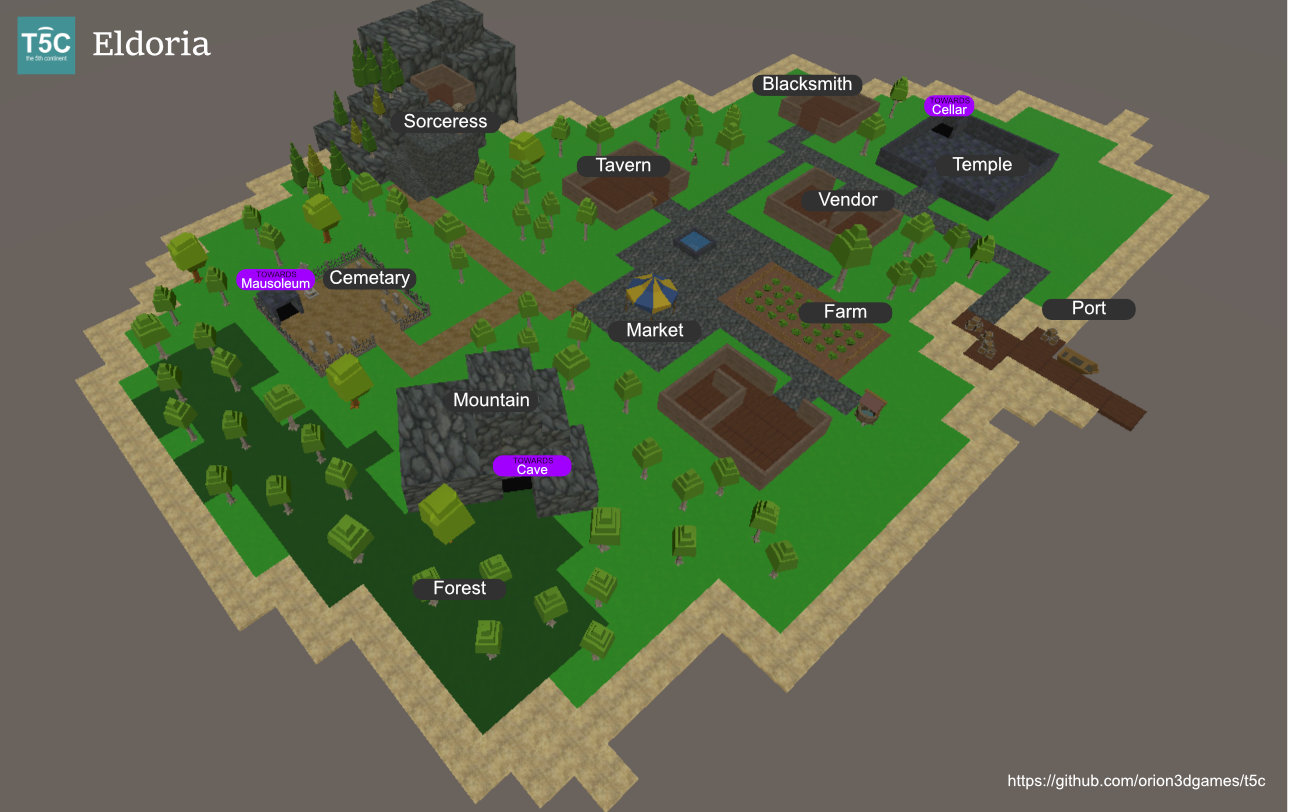 T5C
the 5th continent
Eldoria
Blacksmith
TOWARDS
Cellar
Sorceress
Tavern
Temple
Vendor
TOWARDS
Mausoleum
Cemetary
Market
Farm
Port
Mountain
TOWARDS
Cave
Forest
https://github.com/orion3dgames/t5c